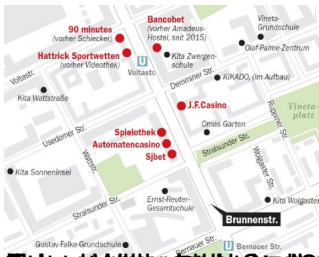 90 minutes
(vorher Schlecker)
Bancobet
(vorher Amadeus-
Hostel, seit 2015)
Vineta-
Grundschule
Hattrick Sportwetten
(vorher Videothek)
U
Voltastr.
Kita Zwergen-
schule
Olof-Palme-Zentrum
Voltastr.
Demminer Str.
KIKADO, (im Aufbau)
Kita Wattstraße
J.F.Casino
Ruppiner Str.
Vineta-
platz
Usedomer Str.
Omas Garten
Spielothek
Automatencasino
Sjbet
Wattstr.
Wolgaster Str.
Kita Sonneninsel
Stralsunder Str.
Stralsunder Str.
Ernst-Reuter-
Gesamtschule
Kita Wolgaster
Brunnenstr.
Gustav-Falke-Grundschule
Bernauer Str.
U Bernauer Str.